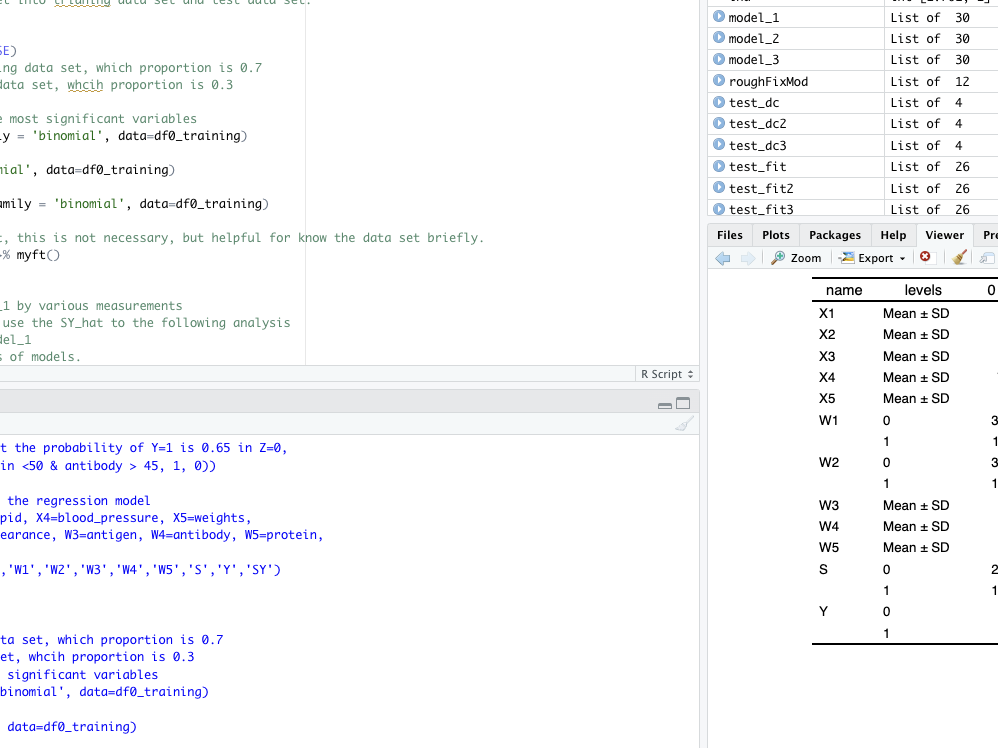 et into trianing data set and test data set.
SE)
ing data set, which proportion is 0.7
data set, whcih proportion is 0.3
e most significant variables
ly = 'binomial', data=df0_training)
mial', data=df0_training)
amily = 'binomial', data=df0_training)
t, this is not necessary, but helpful for know the data set briefly.
% myft()
_1 by various measurements
use the SY_hat to the following analysis
del_1
s of models.
R Script
t the probability of Y=1 is 0.65 in Z=0,
in <50 & antibody > 45, 1, 0))
the regression model
pid, X4=blood_pressure, X5=weights,
earance, W3=antigen, W4=antibody, W5=protein,
,'W1','W2','W3','W4','W5','S','Y','SY')
ta set, which proportion is 0.7
et, whcih proportion is 0.3
significant variables
binomial', data=df0_training)
data=df0_training)
model_1 List of 30
model_2 List of 30
model_3 List of 30
roughFixMod List of 12
test_dc List of 4
test_dc2 List of 4
test_dc3 List of 4
test_fit List of 26
test_fit2 List of 26
test_fit3 List of 26
Files Plots Packages Help Viewer Pre
Zoom Export
name levels 0
X1 Mean ± SD
X2 Mean ± SD
X3 Mean ± SD
X4 Mean ± SD
X5 Mean ± SD
W1 0 3
1 1
W2 0 3
1 1
W3 Mean ± SD
W4 Mean ± SD
W5 Mean ± SD
S 0 2
1 1
Y 0
1